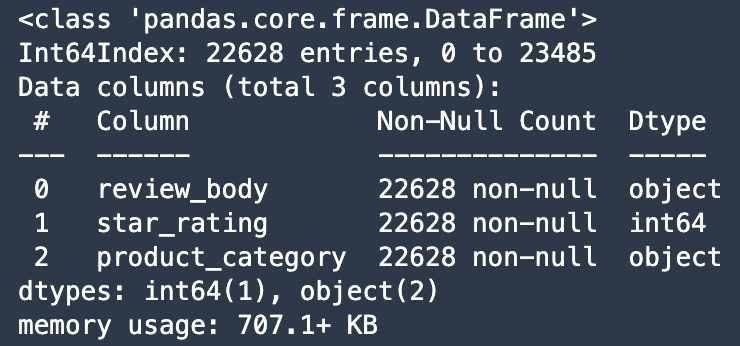 <class 'pandas.core.frame.DataFrame'>
Int64Index: 22628 entries, 0 to 23485
Data columns (total 3 columns):
 #   Column            Non-Null Count  Dtype
---  ------            --------------  -----
 0   review_body       22628 non-null  object
 1   star_rating       22628 non-null  int64
 2   product_category  22628 non-null  object
dtypes: int64(1), object(2)
memory usage: 707.1+ KB